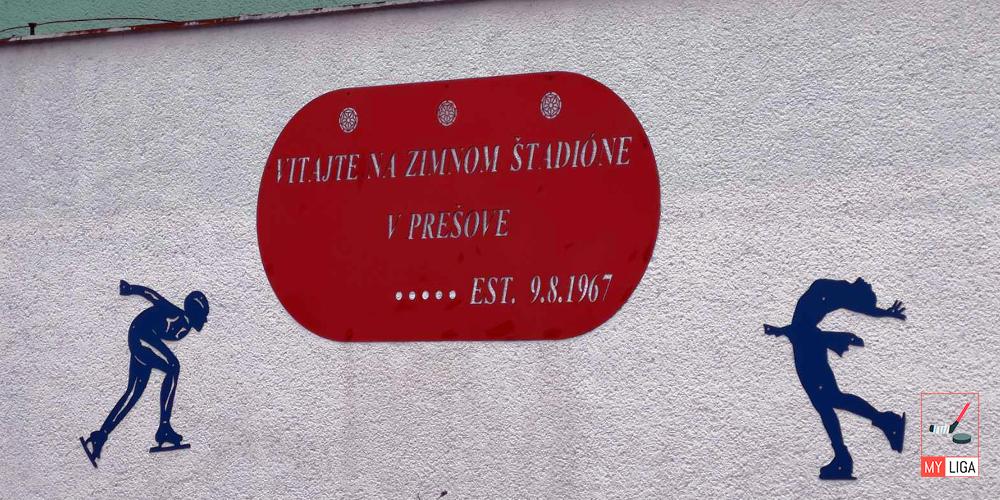 VITAJTE NA ZIMNOM ŠTADIÓNE
V PREŠOVE
..... EST. 9.8.1967
MY LIGA